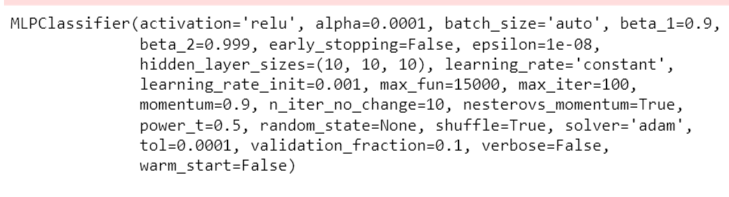 MLPClassifier(activation='relu', alpha=0.0001, batch_size='auto', beta_1=0.9,
beta_2=0.999, early_stopping=False, epsilon=1e-08,
hidden_layer_sizes=(10, 10, 10), learning_rate='constant',
learning_rate_init=0.001, max_fun=15000, max_iter=100,
momentum=0.9, n_iter_no_change=10, nesterovs_momentum=True,
power_t=0.5, random_state=None, shuffle=True, solver='adam',
tol=0.0001, validation_fraction=0.1, verbose=False,
warm_start=False)